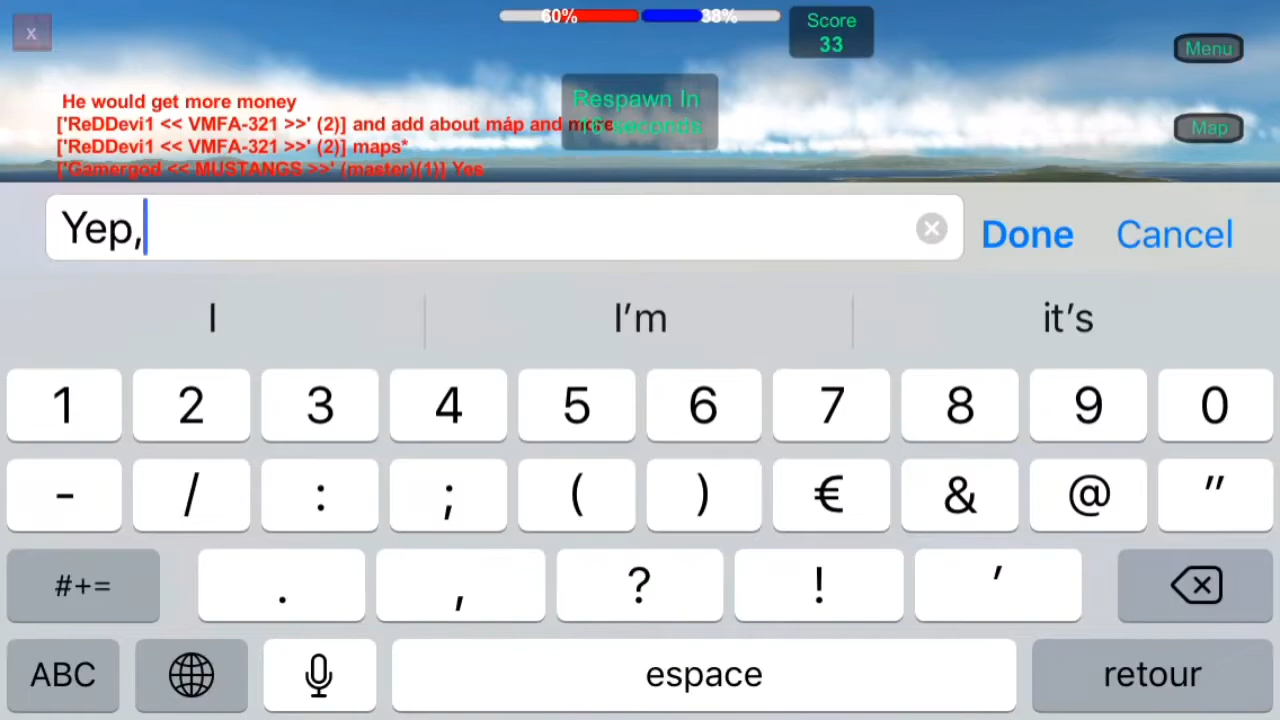 x
60%
38%
Score
33
Menu
Respawn In
16 seconds
Map
He would get more money
['ReDDevi1 << VMFA-321 >>' (2)] and add about máp and more
['ReDDevi1 << VMFA-321 >>' (2)] maps*
['Gamergod << MUSTANGS >>' (master)(1)] Yes
Yep,
Done
Cancel
I
I’m
it’s
1 2 3 4 5 6 7 8 9 0
- / : ; ( ) € & @ "
#+= . , ? ! ’
ABC espace retour